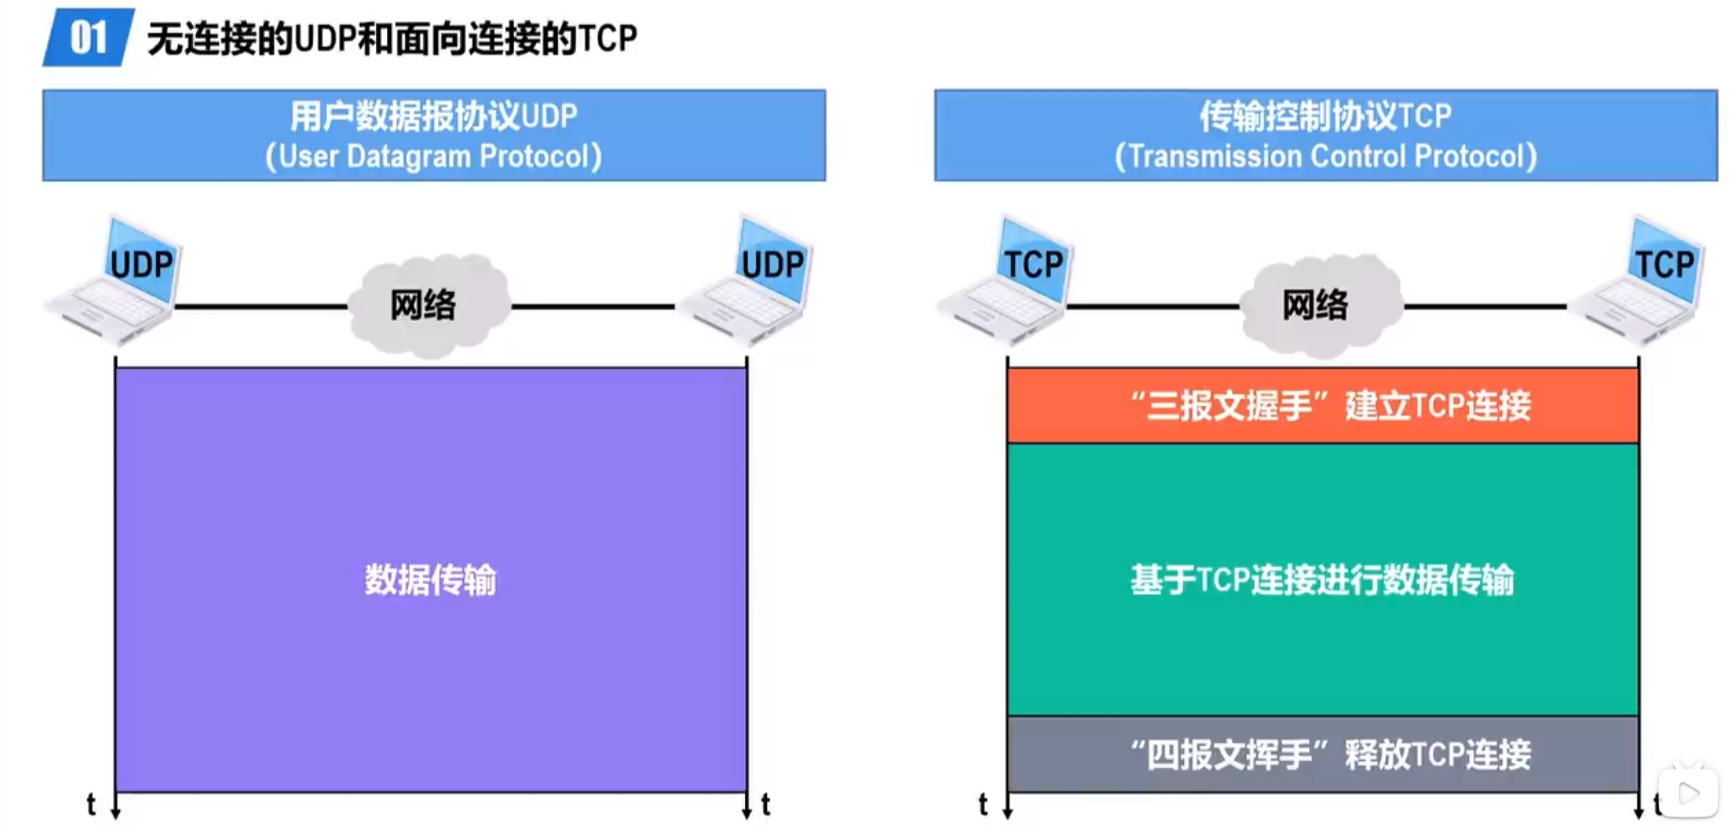 01 无连接的UDP和面向连接的TCP
用户数据报协议UDP
（User Datagram Protocol）
UDP
网络
UDP
数据传输
t
t
传输控制协议TCP
（Transmission Control Protocol）
TCP
网络
TCP
“三报文握手”建立TCP连接
基于TCP连接进行数据传输
“四报文挥手”释放TCP连接
t
t